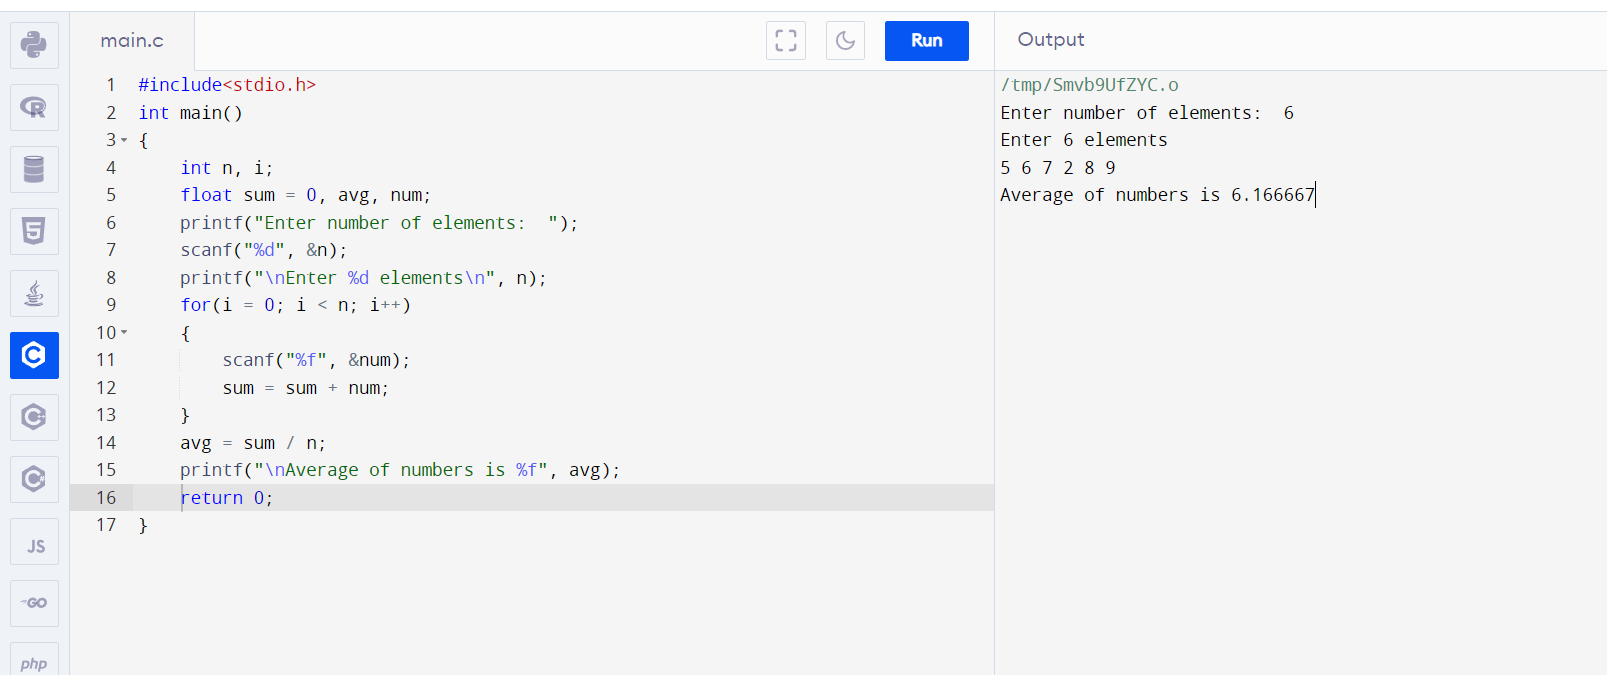 main.c
Run
Output
1 #include<stdio.h>
2 int main()
3 {
4     int n, i;
5     float sum = 0, avg, num;
6     printf("Enter number of elements:  ");
7     scanf("%d", &n);
8     printf("\nEnter %d elements\n", n);
9     for(i = 0; i < n; i++)
10     {
11         scanf("%f", &num);
12         sum = sum + num;
13     }
14     avg = sum / n;
15     printf("\nAverage of numbers is %f", avg);
16     return 0;
17 }
/tmp/Smvb9UfZYC.o
Enter number of elements:  6
Enter 6 elements
5 6 7 2 8 9
Average of numbers is 6.166667
R
5
C
C
C
JS
GO
php